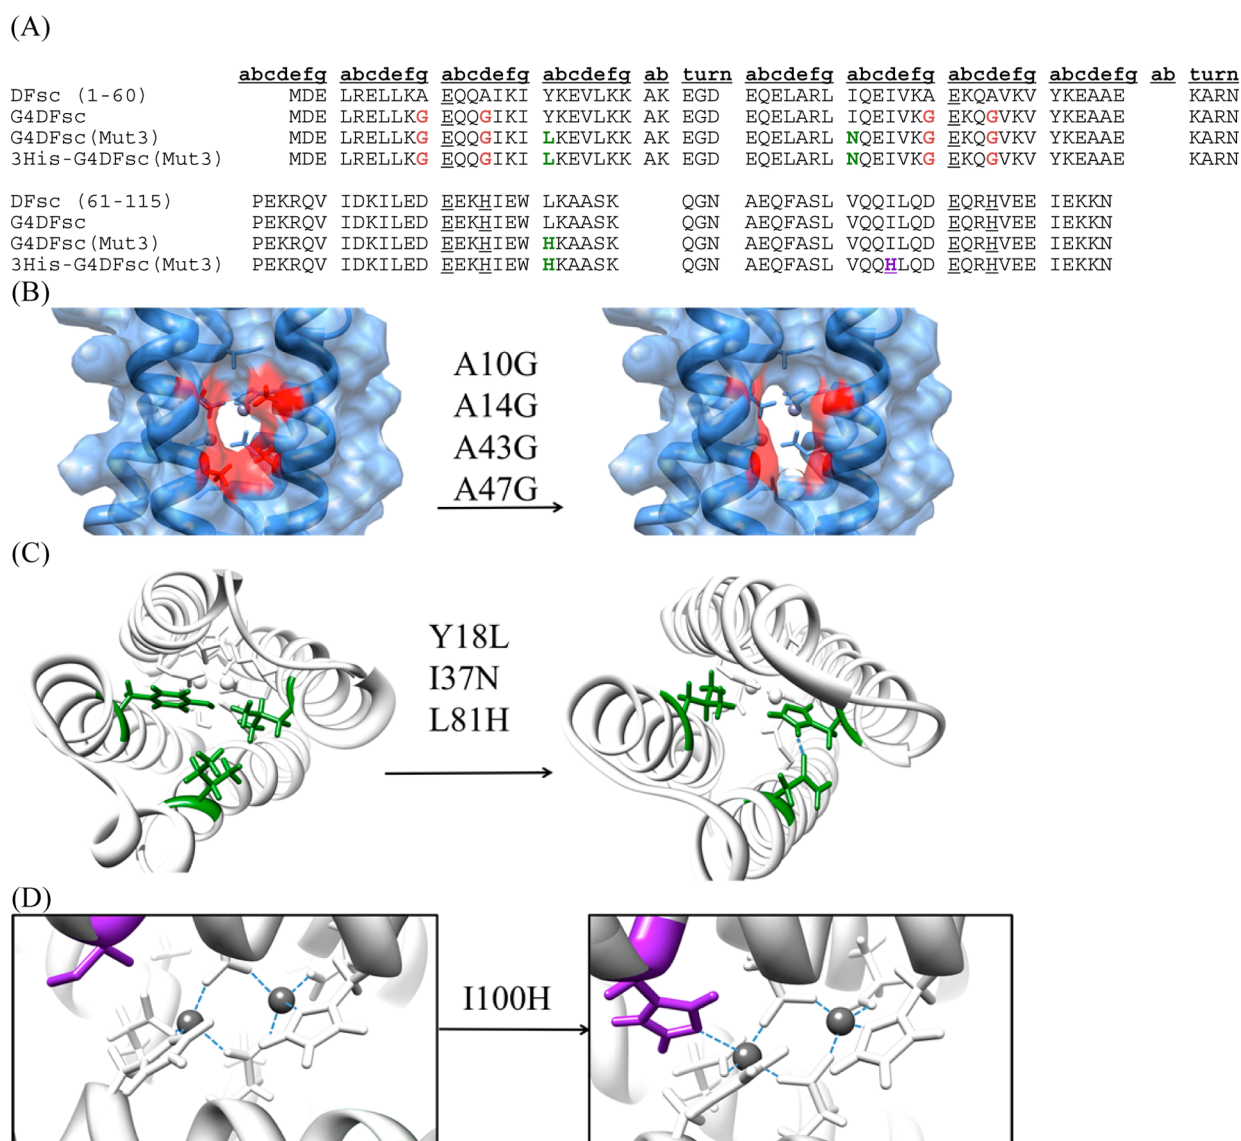 (A)
abcdefg abcdefg abcdefg abcdefg ab turn abcdefg abcdefg abcdefg abcdefg ab turn
DFsc (1-60) MDE LRELLKA EQQAIKI YKEVLKK AK EGD EQELARL IQEIVKA EKQAVKV YKEAAE KARN
G4DFsc MDE LRELLKG EQQGIKI YKEVLKK AK EGD EQELARL IQEIVKG EKQGVKV YKEAAE KARN
G4DFsc(Mut3) MDE LRELLKG EQQGIKI LKEVLKK AK EGD EQELARL NQEIVKG EKQGVKV YKEAAE KARN
3His-G4DFsc(Mut3) MDE LRELLKG EQQGIKI LKEVLKK AK EGD EQELARL NQEIVKG EKQGVKV YKEAAE KARN
DFsc (61-115) PEKRQV IDKILED EEKHIEW LKAASK QGN AEQFASL VQQILQD EQRHVEE IEKKN
G4DFsc PEKRQV IDKILED EEKHIEW LKAASK QGN AEQFASL VQQILQD EQRHVEE IEKKN
G4DFsc(Mut3) PEKRQV IDKILED EEKHIEW HKAASK QGN AEQFASL VQQILQD EQRHVEE IEKKN
3His-G4DFsc(Mut3) PEKRQV IDKILED EEKHIEW HKAASK QGN AEQFASL VQQHLQD EQRHVEE IEKKN
(B)
A10G
A14G
A43G
A47G
(C)
Y18L
I37N
L81H
(D)
I100H